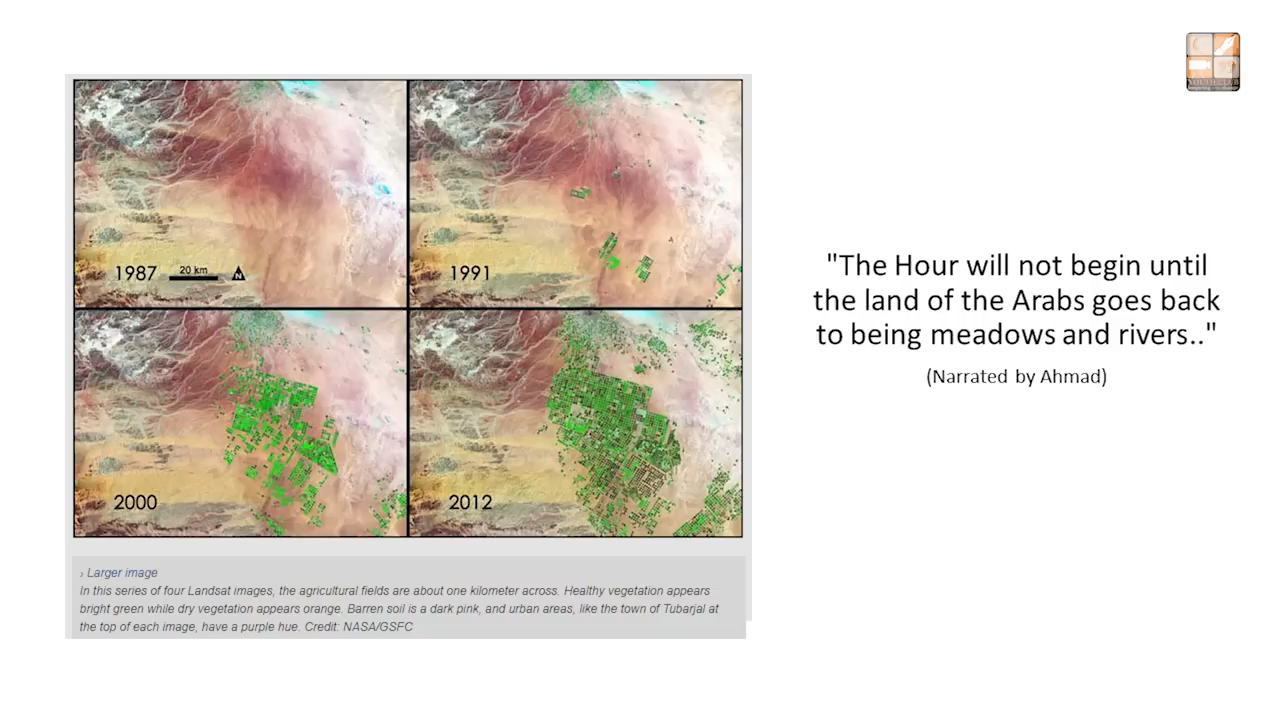 1987
20 km
N
1991
2000
2012
› Larger image
In this series of four Landsat images, the agricultural fields are about one kilometer across. Healthy vegetation appears
bright green while dry vegetation appears orange. Barren soil is a dark pink, and urban areas, like the town of Tubarjal at
the top of each image, have a purple hue. Credit: NASA/GSFC
"The Hour will not begin until
the land of the Arabs goes back
to being meadows and rivers.."
(Narrated by Ahmad)
YOUTH CLUB